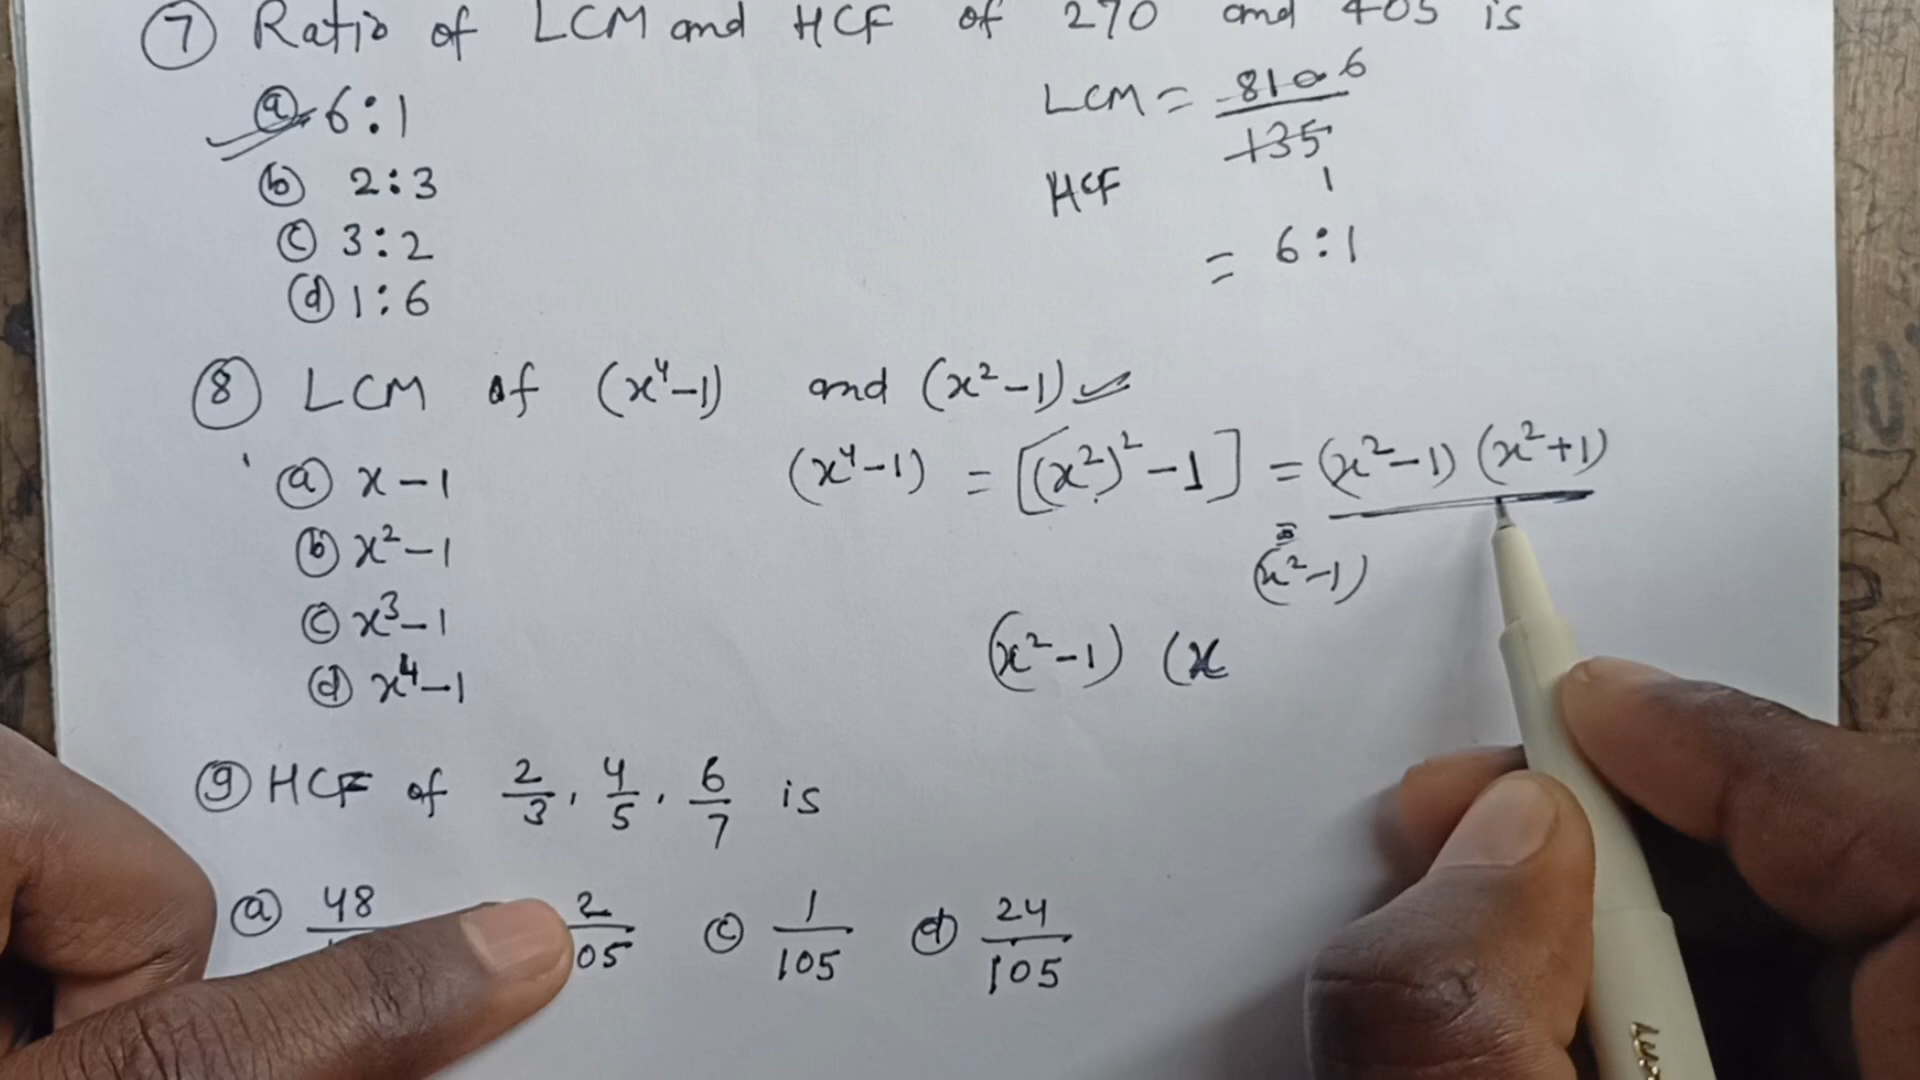 ⑦ Ratio of LCM and HCF of 270 and 405 is
ⓐ 6:1
ⓑ 2:3
ⓒ 3:2
ⓓ 1:6
LCM = 810 6
HCF 135 1
= 6:1
⑧ LCM of (x⁴-1) and (x²-1)
ⓐ x-1
ⓑ x²-1
ⓒ x³-1
ⓓ x⁴-1
(x⁴-1) = [(x²)²-1] = (x²-1) (x²+1)
(x²-1)
(x²-1) (x
⑨ HCF of 2/3, 4/5, 6/7 is
ⓐ 48 2/05 ⓒ 1/105 ⓓ 24/105